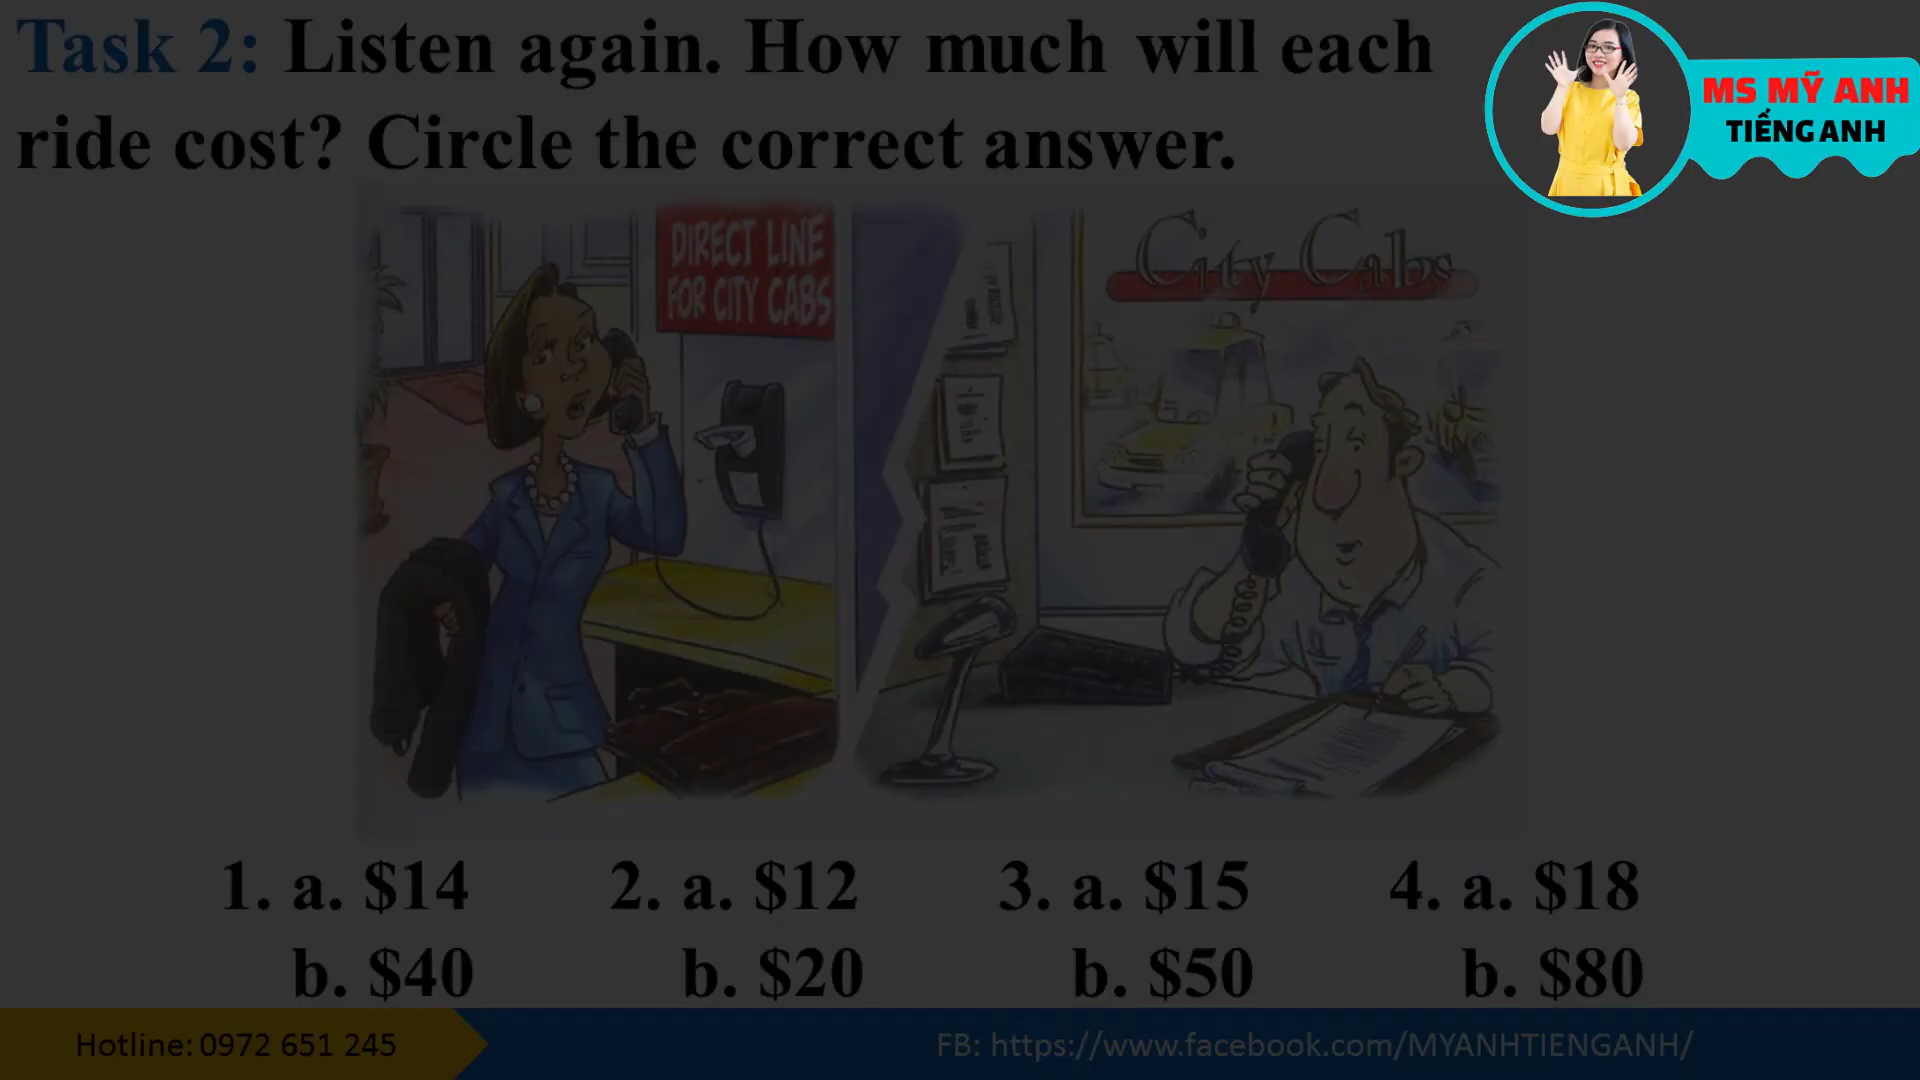 Task 2: Listen again. How much will each
ride cost? Circle the correct answer.
MS MỸ ANH
TIẾNG ANH
DIRECT LINE
FOR CITY CABS
City Cabs
1. a. $14 2. a. $12 3. a. $15 4. a. $18
b. $40 b. $20 b. $50 b. $80
Hotline: 0972 651 245 FB: https://www.facebook.com/MYANHTIENGANH/